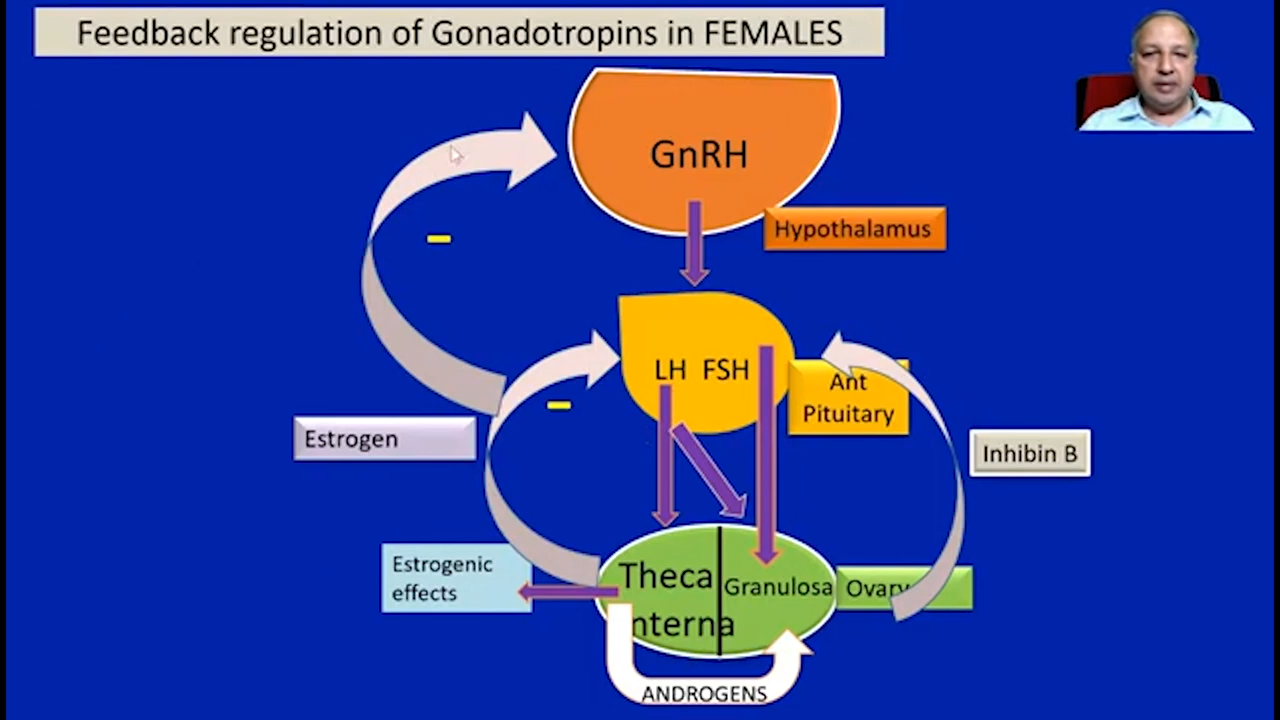 Feedback regulation of Gonadotropins in FEMALES
GnRH
Hypothalamus
LH FSH
Ant
Pituitary
Estrogen
Inhibin B
Estrogenic
effects
Theca
nterna
Granulosa
Ovary
ANDROGENS